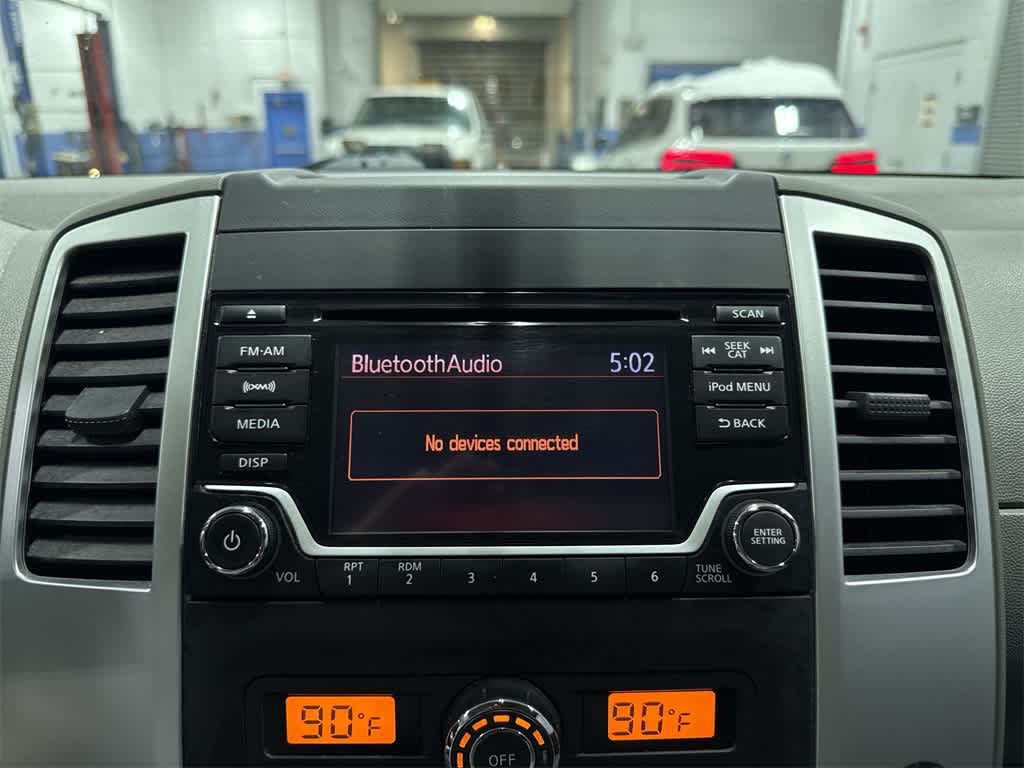 SCAN
FM·AM
SEEK
CAT
BluetoothAudio 5:02
XM
iPod MENU
MEDIA
BACK
No devices connected
DISP
ENTER
SETTING
VOL
RPT
1
RDM
2
3
4
5
6
TUNE
SCROLL
90°F
90°F
OFF